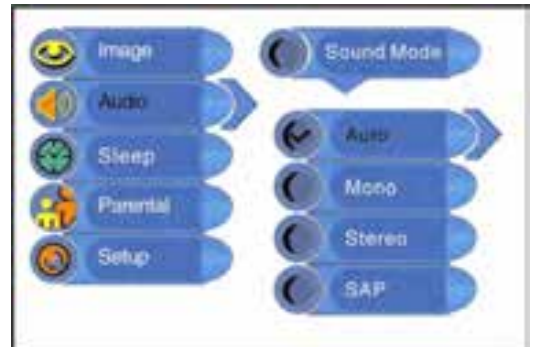 Image
Audio
Sleep
Parental
Setup
Sound Mode
Auto
Mono
Stereo
SAP